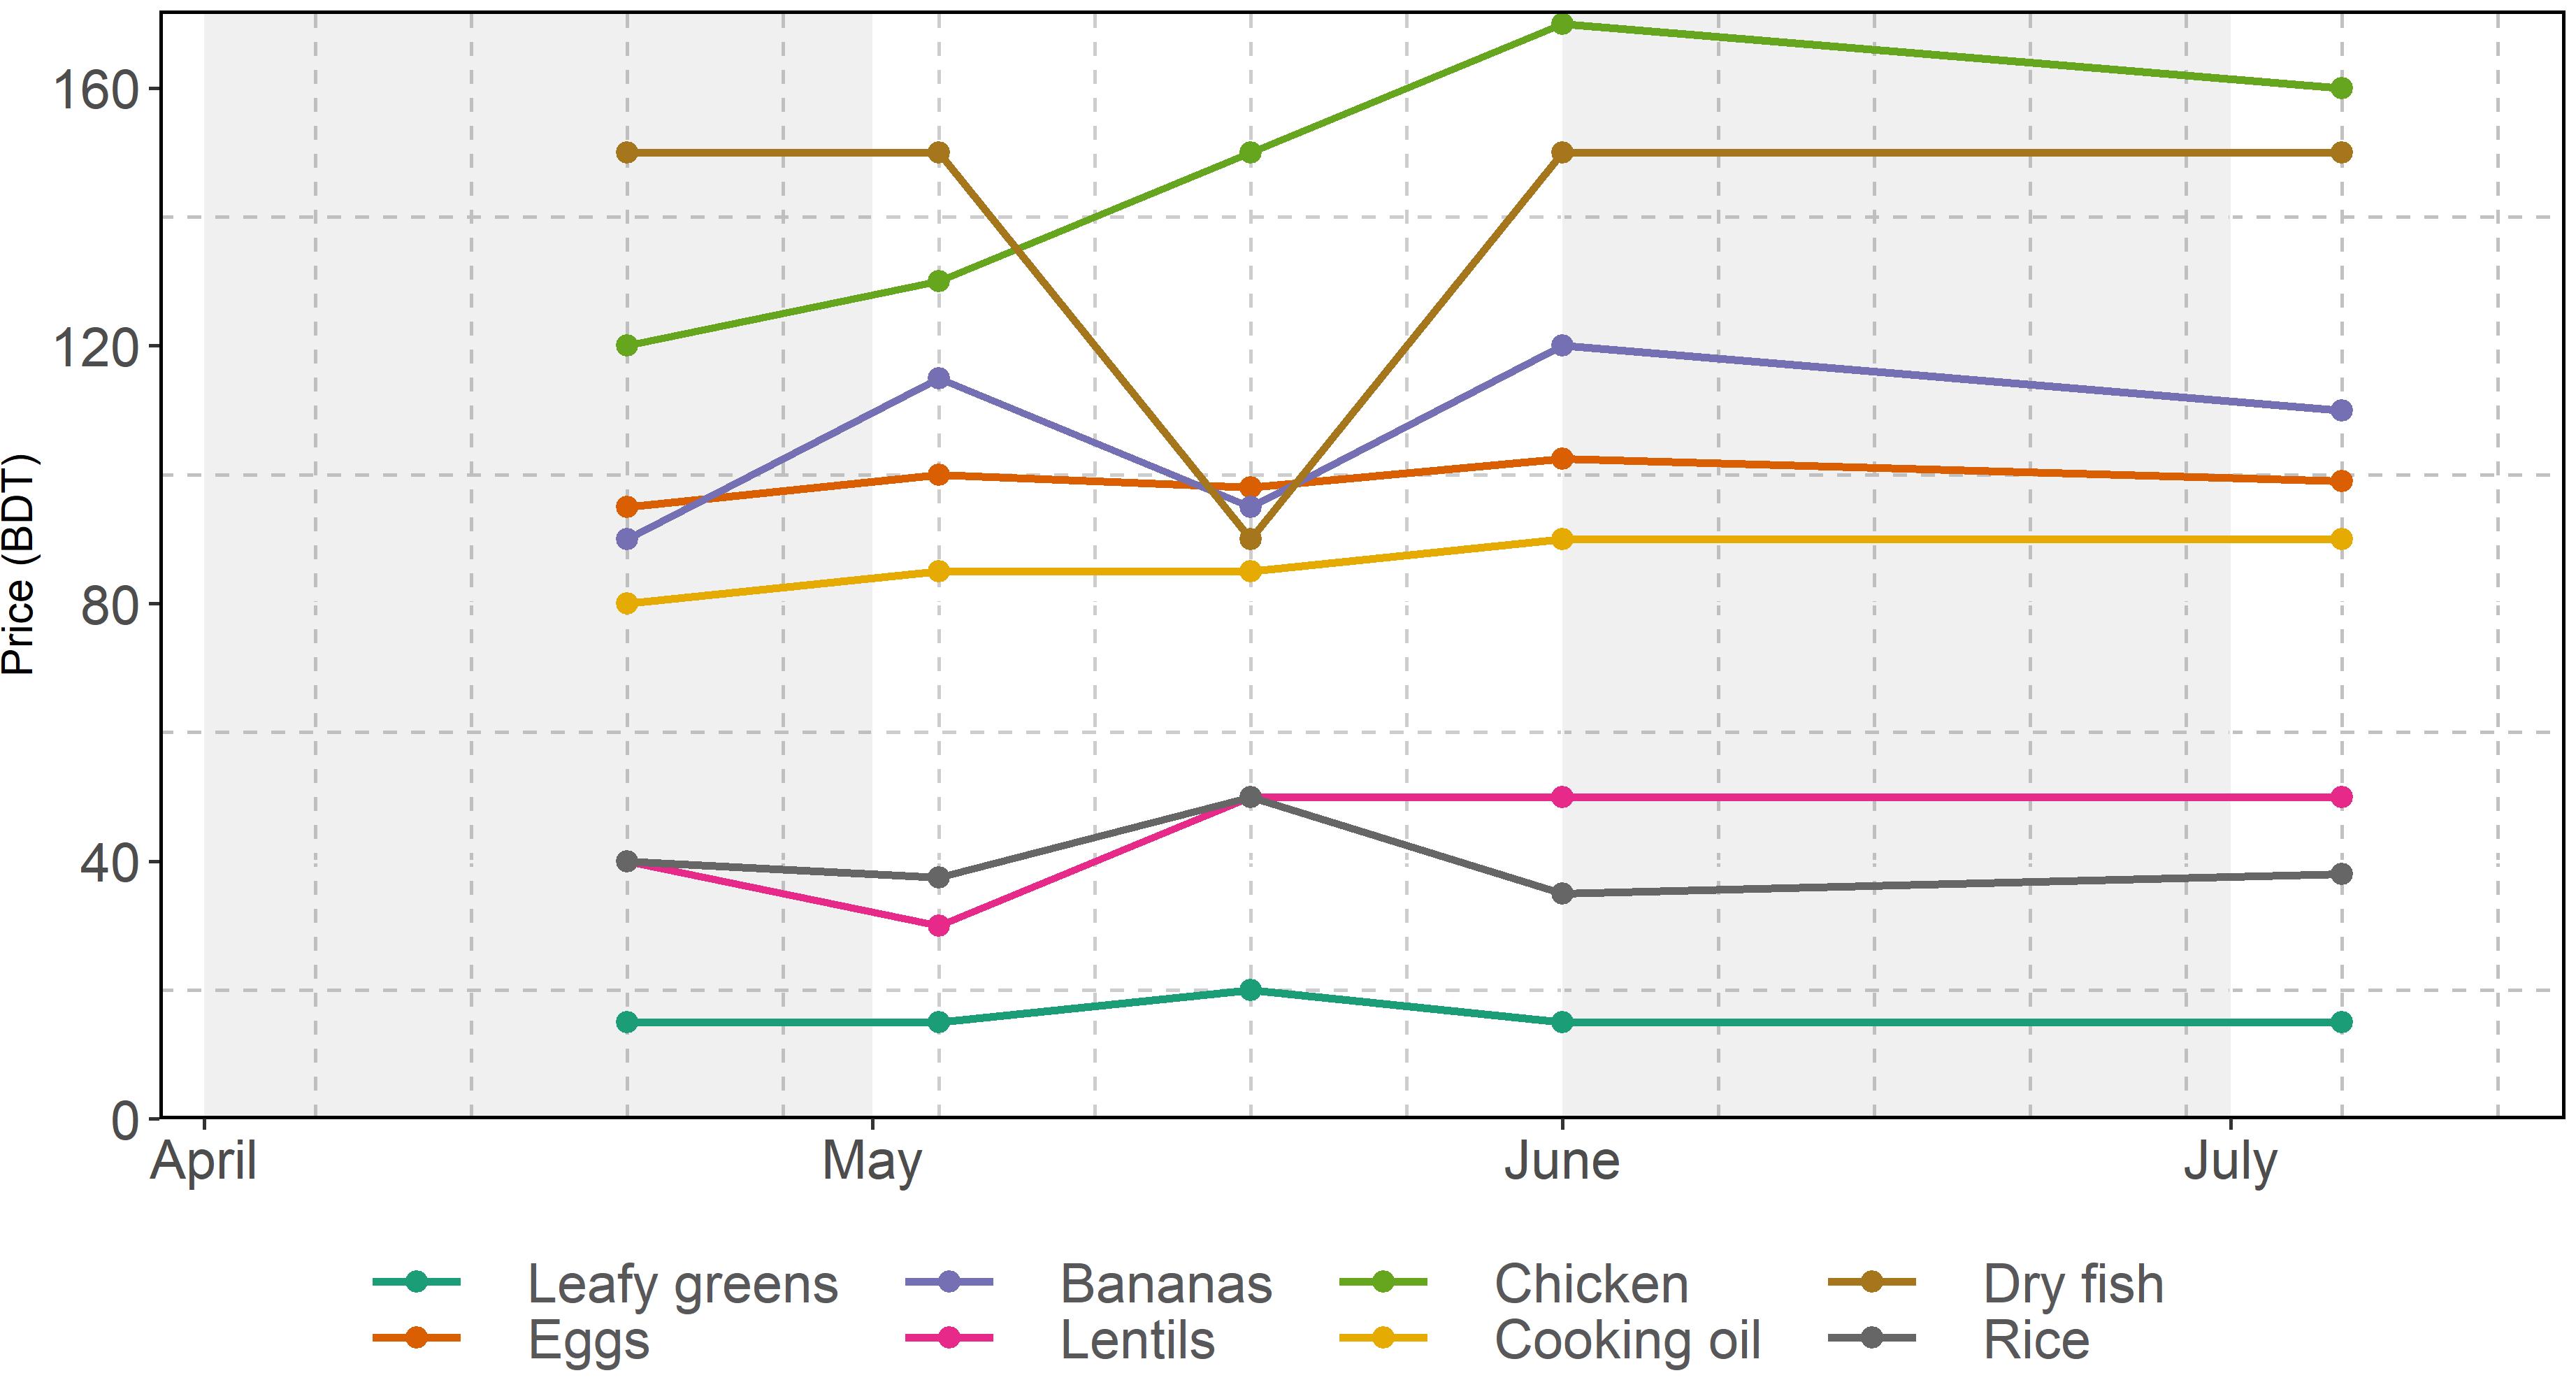 160
120
80
40
0
Price (BDT)
April May June July
Leafy greens Bananas Chicken Dry fish
Eggs Lentils Cooking oil Rice